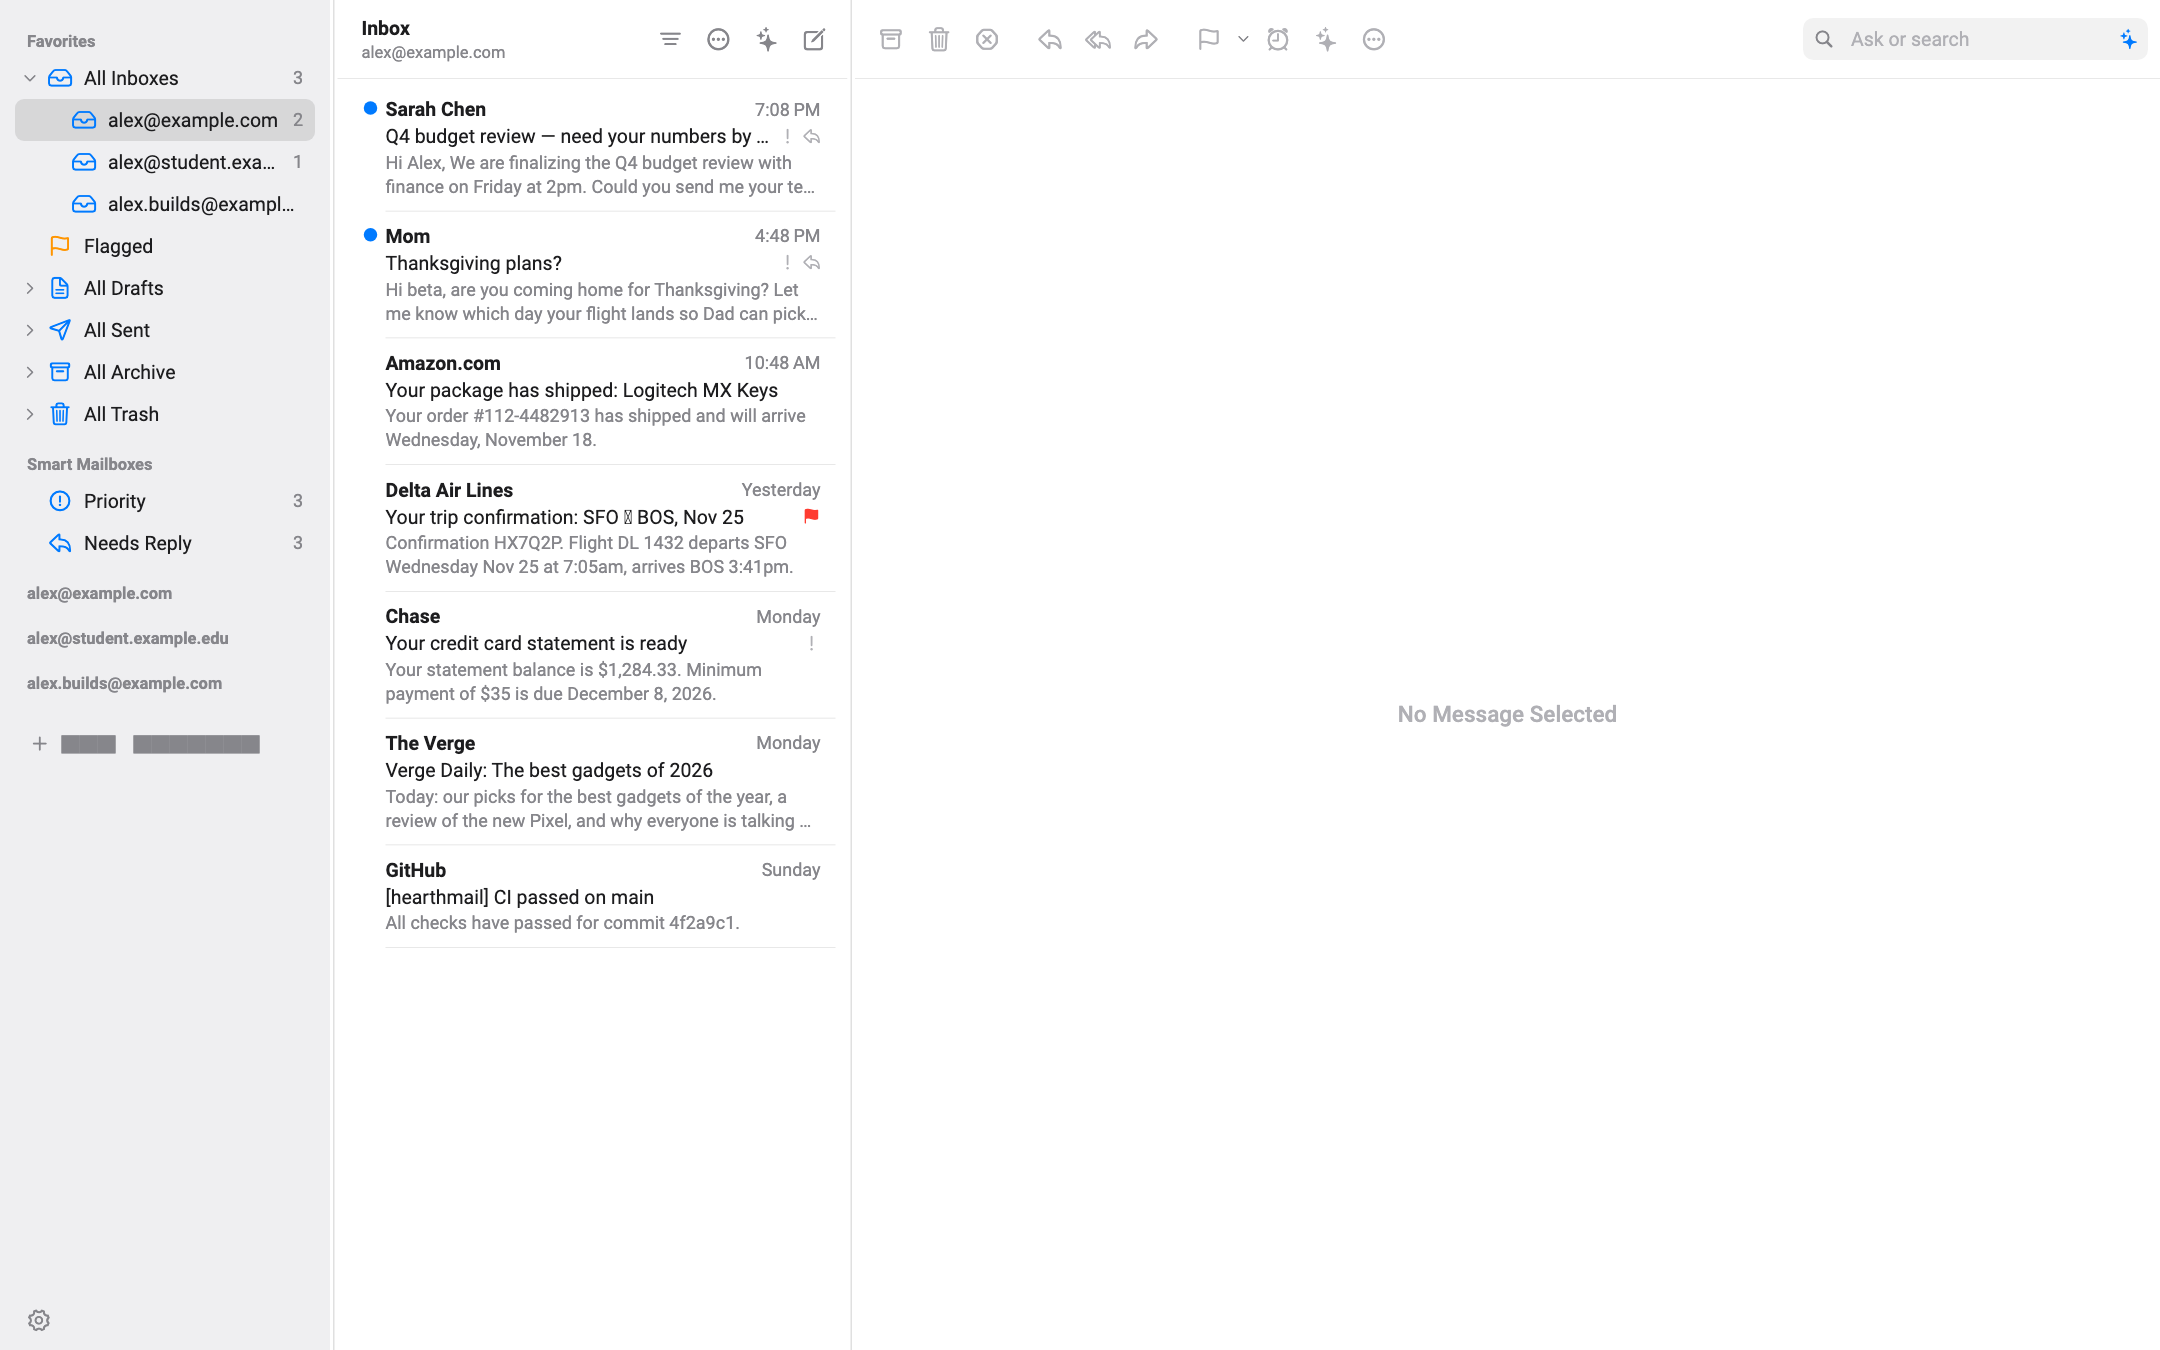 Favorites
All Inboxes 3
alex@example.com 2
alex@student.exa... 1
alex.builds@exampl...
Flagged
All Drafts
All Sent
All Archive
All Trash
Smart Mailboxes
Priority 3
Needs Reply 3
alex@example.com
alex@student.example.edu
alex.builds@example.com
Inbox
alex@example.com
Sarah Chen 7:08 PM
Q4 budget review — need your numbers by ...
Hi Alex, We are finalizing the Q4 budget review with
finance on Friday at 2pm. Could you send me your te...
Mom 4:48 PM
Thanksgiving plans?
Hi beta, are you coming home for Thanksgiving? Let
me know which day your flight lands so Dad can pick...
Amazon.com 10:48 AM
Your package has shipped: Logitech MX Keys
Your order #112-4482913 has shipped and will arrive
Wednesday, November 18.
Delta Air Lines Yesterday
Your trip confirmation: SFO BOS, Nov 25
Confirmation HX7Q2P. Flight DL 1432 departs SFO
Wednesday Nov 25 at 7:05am, arrives BOS 3:41pm.
Chase Monday
Your credit card statement is ready
Your statement balance is $1,284.33. Minimum
payment of $35 is due December 8, 2026.
The Verge Monday
Verge Daily: The best gadgets of 2026
Today: our picks for the best gadgets of the year, a
review of the new Pixel, and why everyone is talking ...
GitHub Sunday
[hearthmail] CI passed on main
All checks have passed for commit 4f2a9c1.
Ask or search
No Message Selected